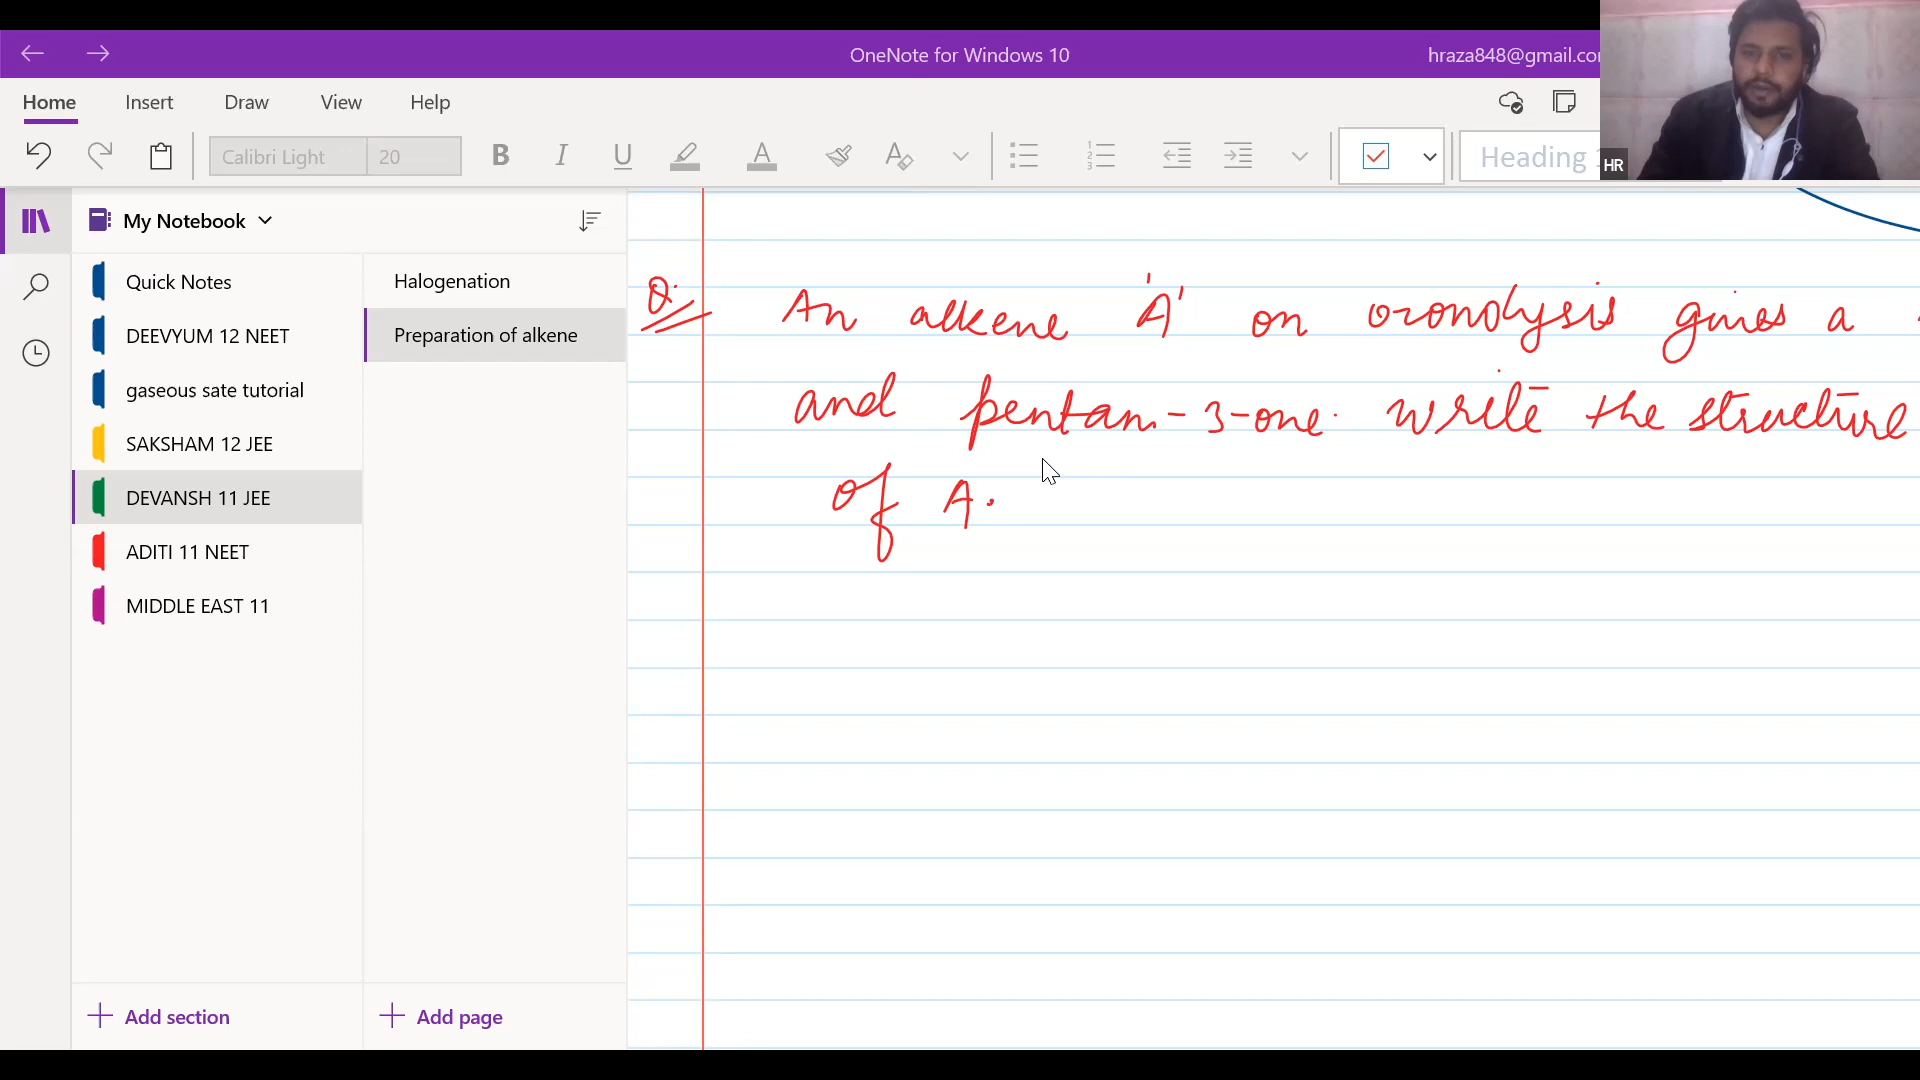 OneNote for Windows 10
hraza848@gmail.co
Home Insert Draw View Help
Calibri Light 20 B I U A Heading
HR
My Notebook
Quick Notes
DEEVYUM 12 NEET
gaseous sate tutorial
SAKSHAM 12 JEE
DEVANSH 11 JEE
ADITI 11 NEET
MIDDLE EAST 11
Add section
Halogenation
Preparation of alkene
Add page
Q. An alkene 'A' on ozonolysis gives a
and pentan-3-one. write the structure
of A.